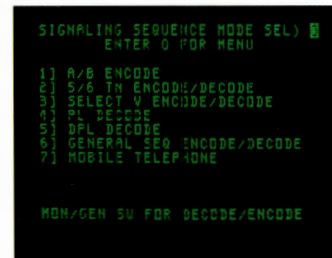 SIGNALING SEQUENCE MODE SEL) 0
ENTER 0 FOR MENU
1] A/B ENCODE
2] 5/6 TN ENCODE/DECODE
3] SELECT V ENCODE/DECODE
4] PL DECODE
5] DPL DECODE
6] GENERAL SEQ ENCODE/DECODE
7] MOBILE TELEPHONE
MON/GEN SW FOR DECODE/ENCODE